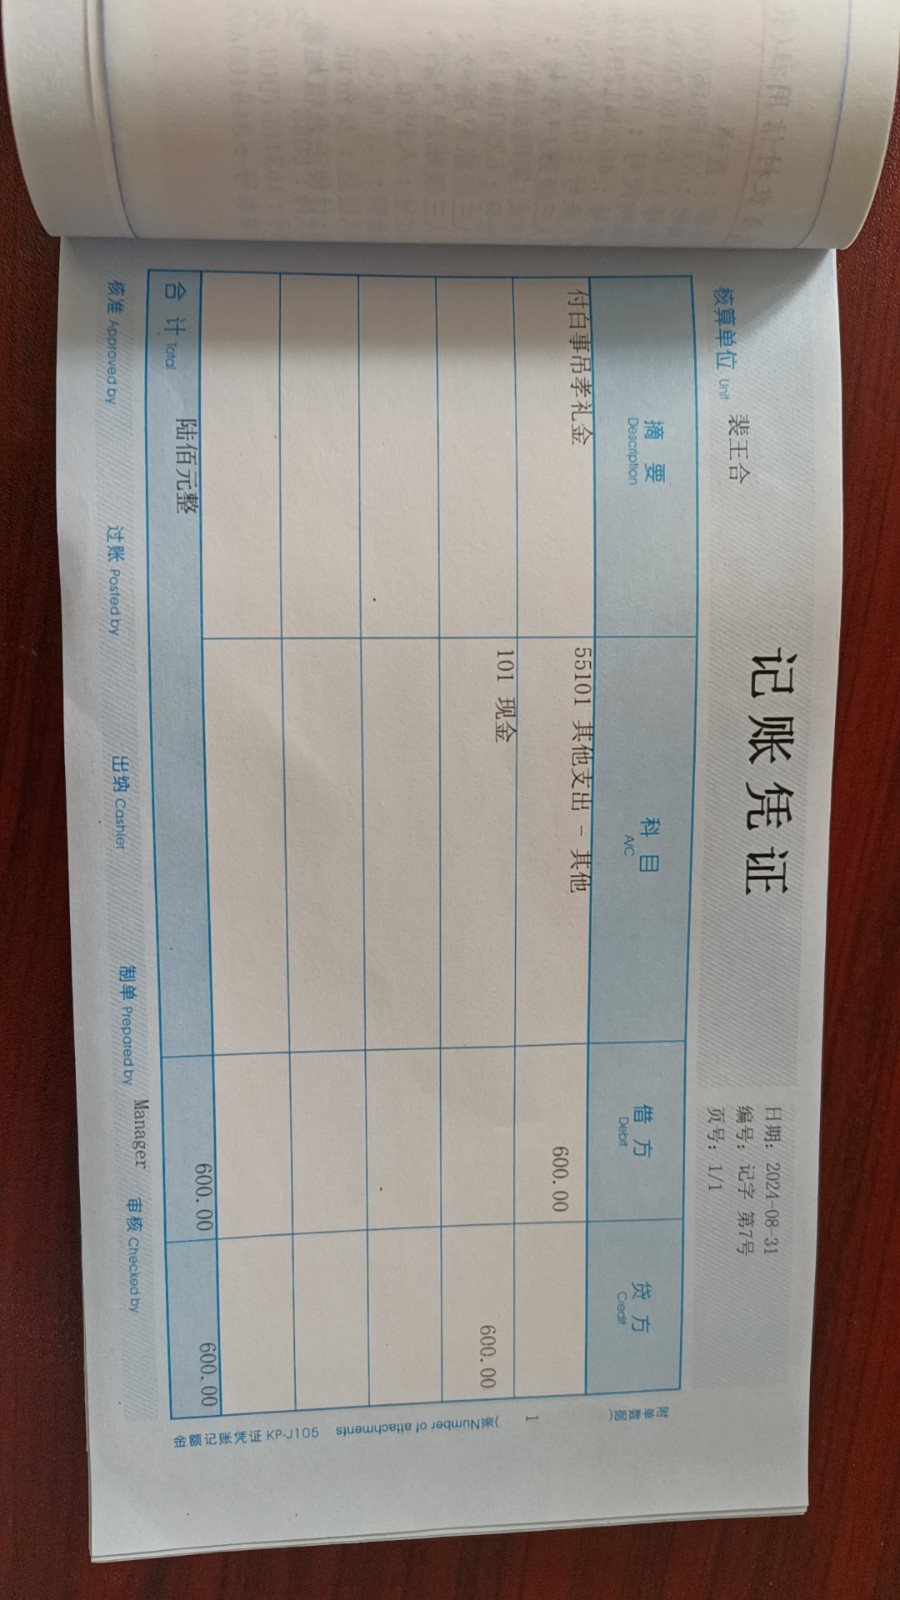 记账凭证
核算单位 Unit 裴王合
日期: 2024-08-31
编号: 记字 第7号
页号: 1/1
摘要 Description 科目 A/C 借方 Debit 贷方 Credit
付白事吊孝礼金 55101 其他支出 - 其他 600.00
101 现金 600.00
合计 Total 陆佰元整 600.00 600.00
附单据数( 1 )张 Number of attachments
金额记账凭证 KP-J105
核准 Approved by 过账 Posted by 出纳 Cashier 制单 Prepared by Manager 审核 Checked by